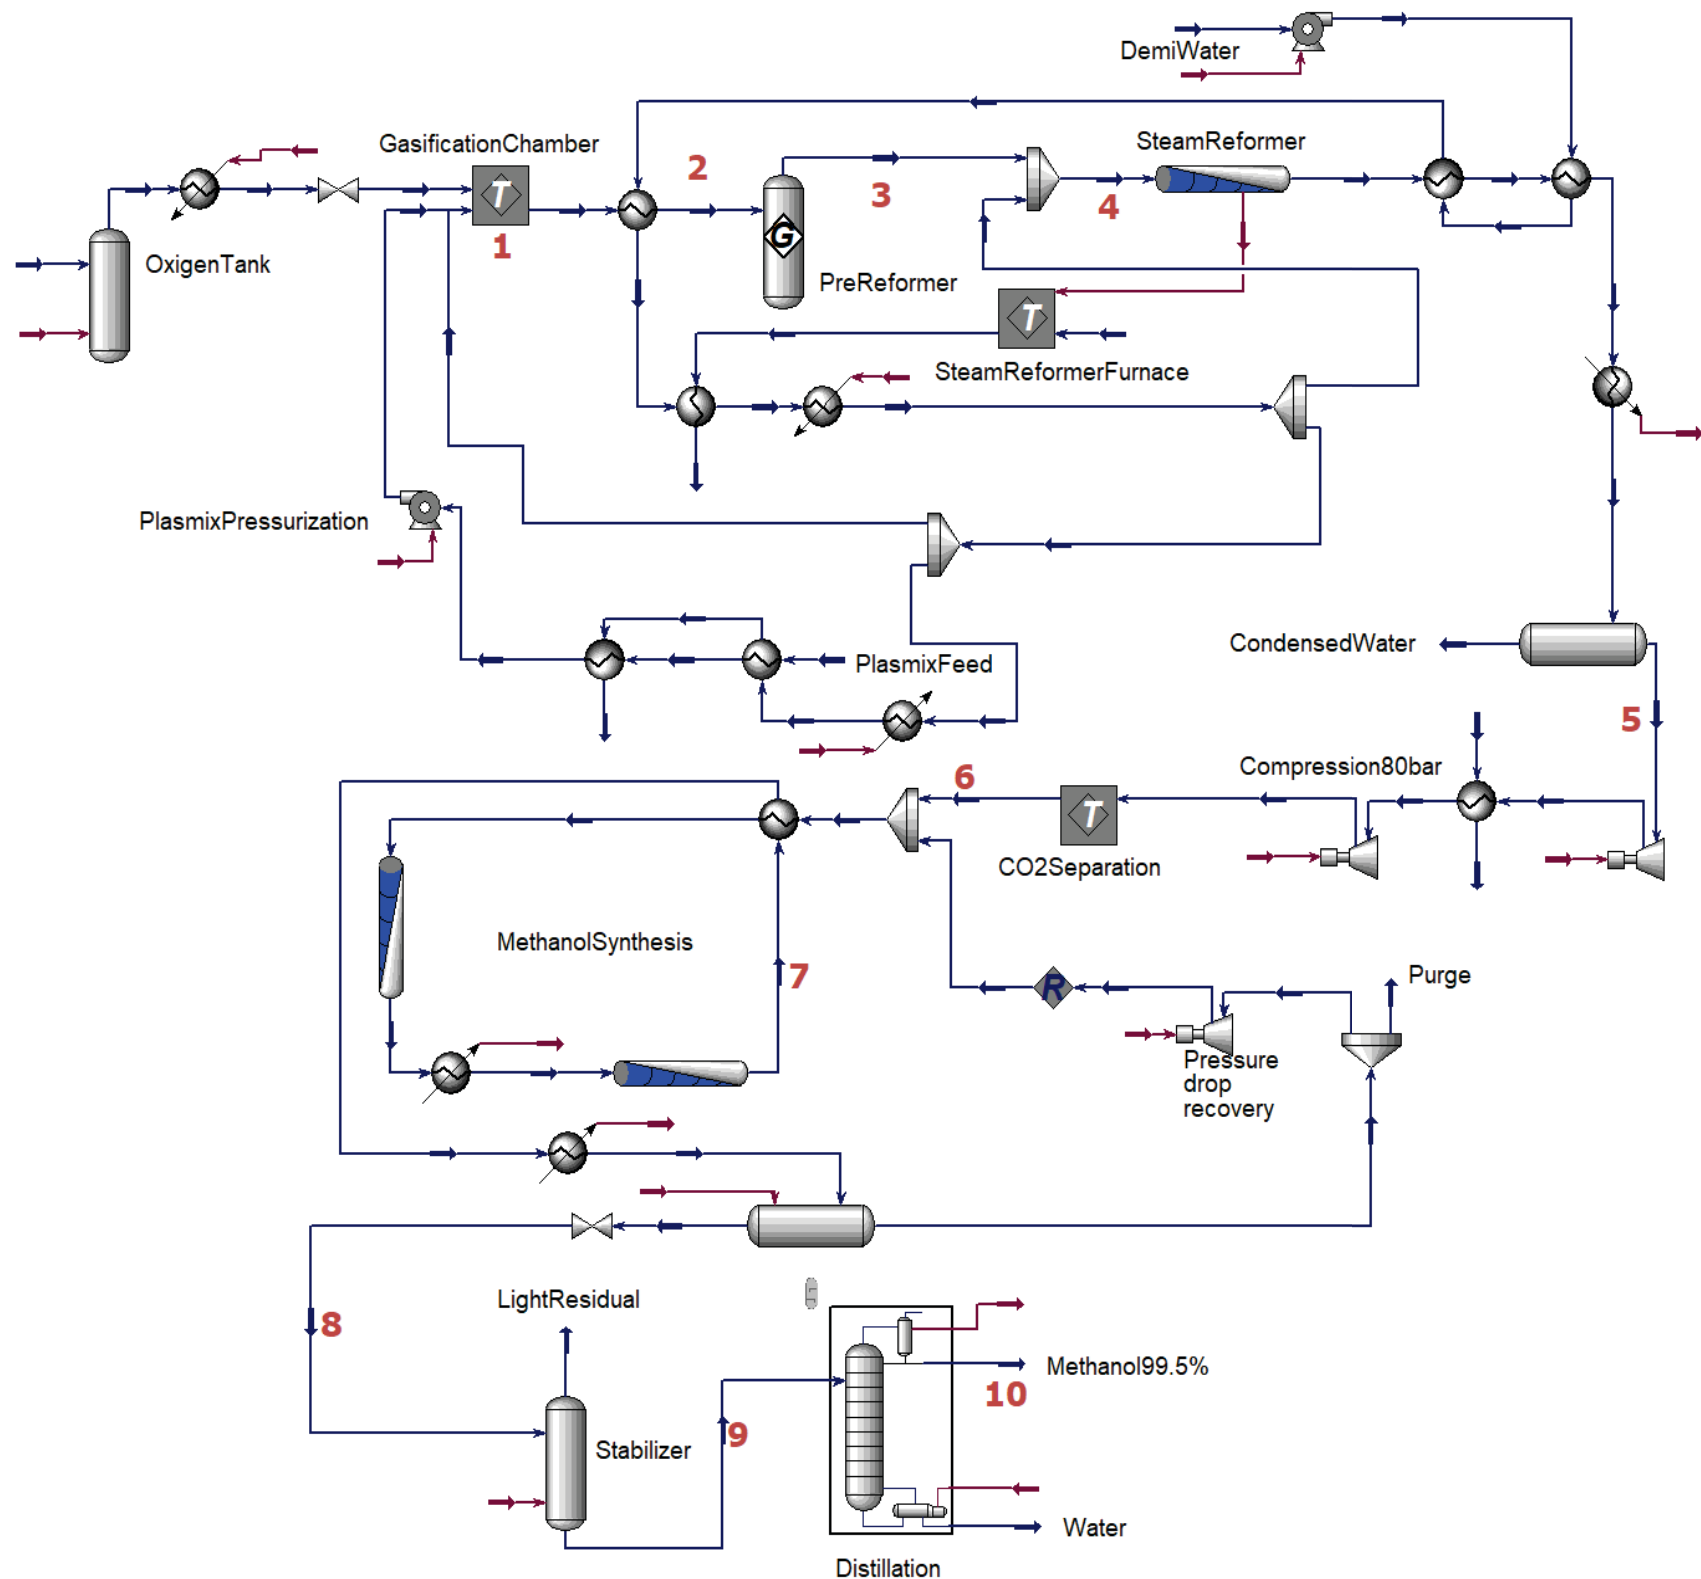 DemiWater
GasificationChamber
SteamReformer
2
3
T
4
1
G
OxigenTank
PreReformer
T
SteamReformerFurnace
PlasmixPressurization
CondensedWater
PlasmixFeed
5
Compression80bar
6
T
CO2Separation
MethanolSynthesis
7
Purge
R
Pressure
drop
recovery
LightResidual
8
Methanol99.5%
10
9
Stabilizer
Water
Distillation